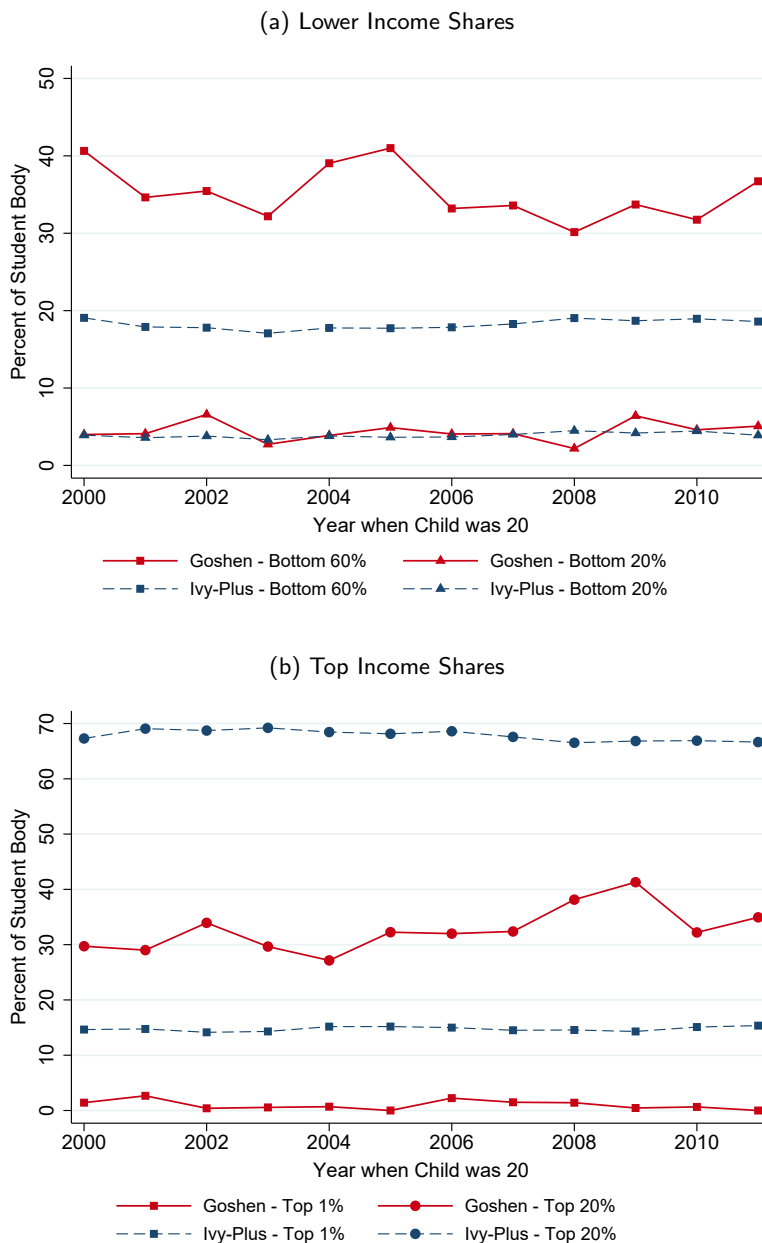 (a) Lower Income Shares
50
40
30
20
10
0
Percent of Student Body
2000 2002 2004 2006 2008 2010
Year when Child was 20
Goshen - Bottom 60% Goshen - Bottom 20%
Ivy-Plus - Bottom 60% Ivy-Plus - Bottom 20%
(b) Top Income Shares
70
60
50
40
30
20
10
0
Percent of Student Body
2000 2002 2004 2006 2008 2010
Year when Child was 20
Goshen - Top 1% Goshen - Top 20%
Ivy-Plus - Top 1% Ivy-Plus - Top 20%